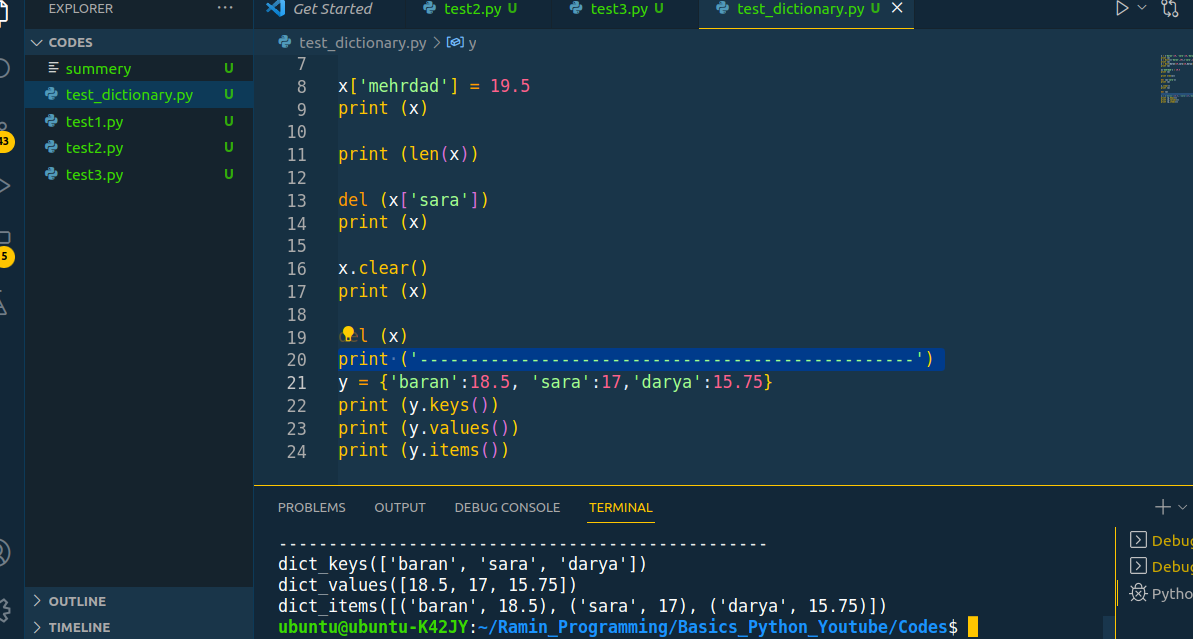 EXPLORER ...
Get Started
test2.py U
test3.py U
test_dictionary.py U
CODES
summery U
test_dictionary.py U
test1.py U
test2.py U
test3.py U
43
5
OUTLINE
TIMELINE
test_dictionary.py > y
7
8 x['mehrdad'] = 19.5
9 print (x)
10
11 print (len(x))
12
13 del (x['sara'])
14 print (x)
15
16 x.clear()
17 print (x)
18
19 del (x)
20 print ('-------------------------------------------------')
21 y = {'baran':18.5, 'sara':17,'darya':15.75}
22 print (y.keys())
23 print (y.values())
24 print (y.items())
PROBLEMS OUTPUT DEBUG CONSOLE TERMINAL
-------------------------------------------------
dict_keys(['baran', 'sara', 'darya'])
dict_values([18.5, 17, 15.75])
dict_items([('baran', 18.5), ('sara', 17), ('darya', 15.75)])
ubuntu@ubuntu-K42JY:~/Ramin_Programming/Basics_Python_Youtube/Codes$
Debug
Debug
Pytho